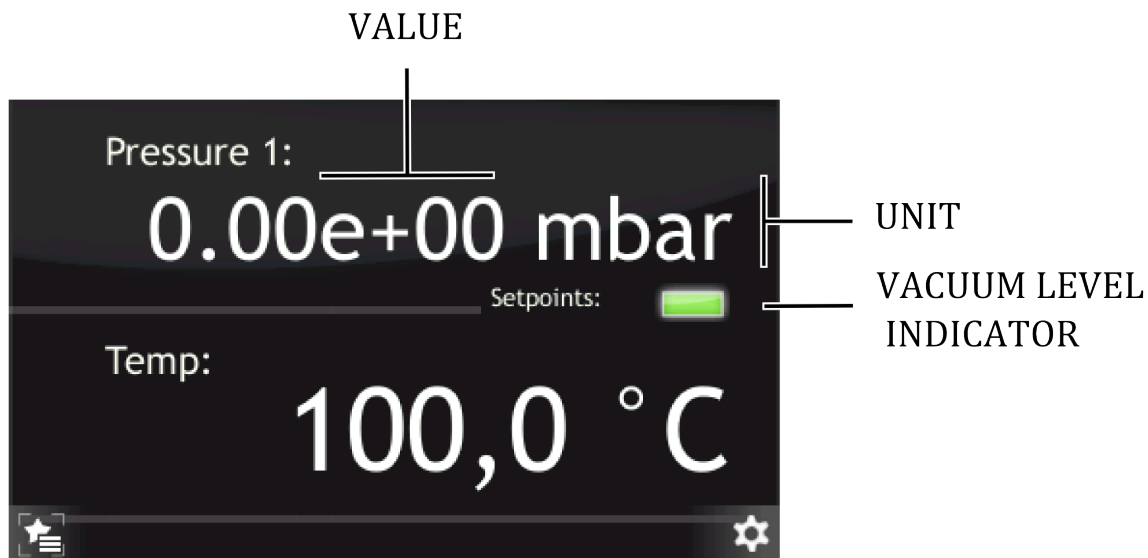 VALUE
Pressure 1:
0.00e+00 mbar
UNIT
Setpoints:
VACUUM LEVEL
INDICATOR
Temp:
100,0 °C